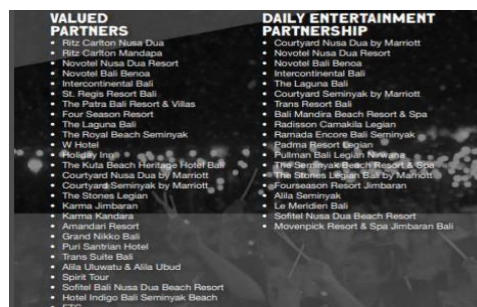 VALUED
PARTNERS
• Ritz Carlton Nusa Dua
• Ritz Carlton Mandapa
• Novotel Nusa Dua Resort
• Novotel Bali Benoa
• Intercontinental Bali
• St. Regis Resort Bali
• The Patra Bali Resort & Villas
• Four Season Resort
• The Laguna Bali
• The Royal Beach Seminyak
• W Hotel
• Holiday Inn
• The Kuta Beach Heritage Hotel Bali
• Courtyard Nusa Dua by Marriott
• Courtyard Seminyak by Marriott
• The Stones Legian
• Karma Jimbaran
• Karma Kandara
• Amandari Resort
• Grand Nikko Bali
• Puri Santrian Hotel
• Trans Suite Bali
• Alila Uluwatu & Alila Ubud
• Spirit Tour
• Sofitel Bali Nusa Dua Beach Resort
• Hotel Indigo Bali Seminyak Beach
• ETC
DAILY ENTERTAINMENT
PARTNERSHIP
• Courtyard Nusa Dua by Marriott
• Novotel Nusa Dua Resort
• Novotel Bali Benoa
• Intercontinental Bali
• The Laguna Bali
• Courtyard Seminyak by Marriott
• Trans Resort Bali
• Bali Mandira Beach Resort & Spa
• Radisson Camakila Legian
• Ramada Encore Bali Seminyak
• Padma Resort Legian
• Pullman Bali Legian Nirwana
• The Seminyak Beach Resort & Spa
• The Stones Legian Bali by Marriott
• Fourseason Resort Jimbaran
• Alila Seminyak
• Le Meridien Bali
• Sofitel Nusa Dua Beach Resort
• Movenpick Resort & Spa Jimbaran Bali